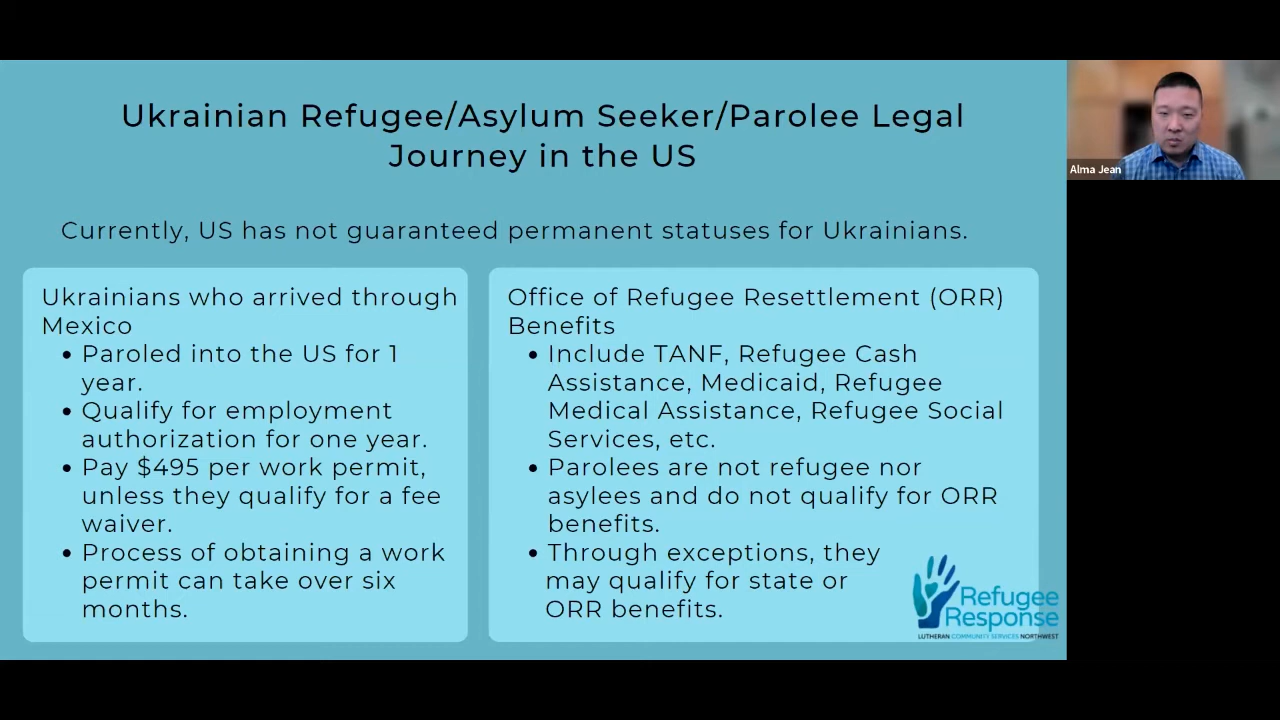 Ukrainian Refugee/Asylum Seeker/Parolee Legal
Journey in the US
Currently, US has not guaranteed permanent statuses for Ukrainians.
Ukrainians who arrived through
Mexico
• Paroled into the US for 1
year.
• Qualify for employment
authorization for one year.
• Pay $495 per work permit,
unless they qualify for a fee
waiver.
• Process of obtaining a work
permit can take over six
months.
Office of Refugee Resettlement (ORR)
Benefits
• Include TANF, Refugee Cash
Assistance, Medicaid, Refugee
Medical Assistance, Refugee Social
Services, etc.
• Parolees are not refugee nor
asylees and do not qualify for ORR
benefits.
• Through exceptions, they
may qualify for state or
ORR benefits.
Refugee
Response
LUTHERAN COMMUNITY SERVICES NORTHWEST
Alma Jean